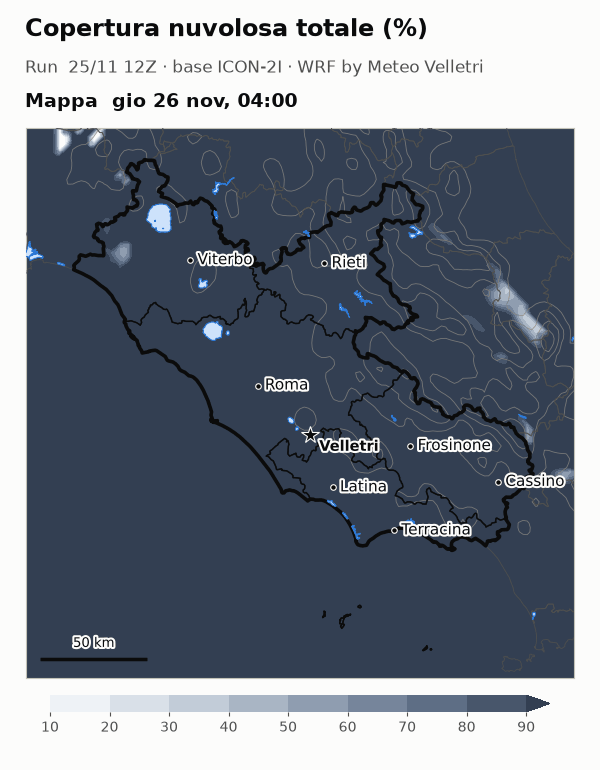 Copertura nuvolosa totale (%)
Run  25/11 12Z · base ICON-2I · WRF by Meteo Velletri
Mappa  gio 26 nov, 04:00
Viterbo
Rieti
Roma
Velletri
Frosinone
Latina
Cassino
Terracina
50 km
10 20 30 40 50 60 70 80 90